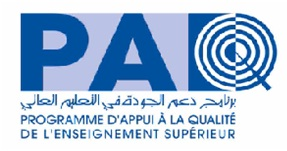 PAQ
برنامج دعم الجودة في التعليم العالي
PROGRAMME D'APPUI À LA QUALITÉ
DE L'ENSEIGNEMENT SUPÉRIEUR